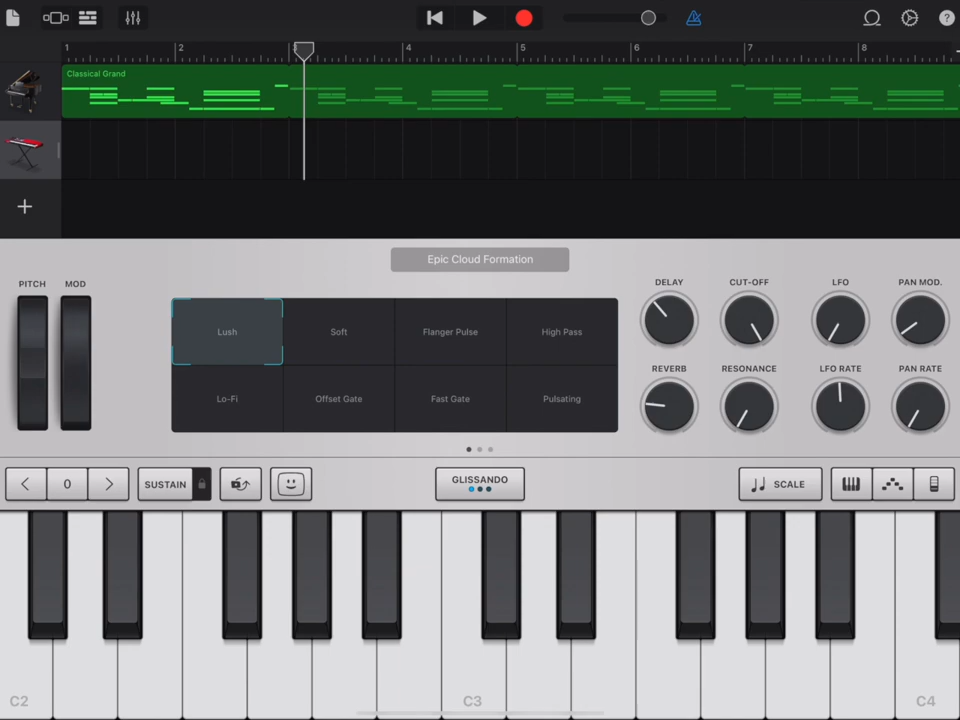 ?
1 2 3 4 5 6 7 8
Classical Grand
Epic Cloud Formation
PITCH MOD
DELAY CUT-OFF LFO PAN MOD.
Lush Soft Flanger Pulse High Pass
REVERB RESONANCE LFO RATE PAN RATE
Lo-Fi Offset Gate Fast Gate Pulsating
0 SUSTAIN GLISSANDO SCALE
C2 C3 C4